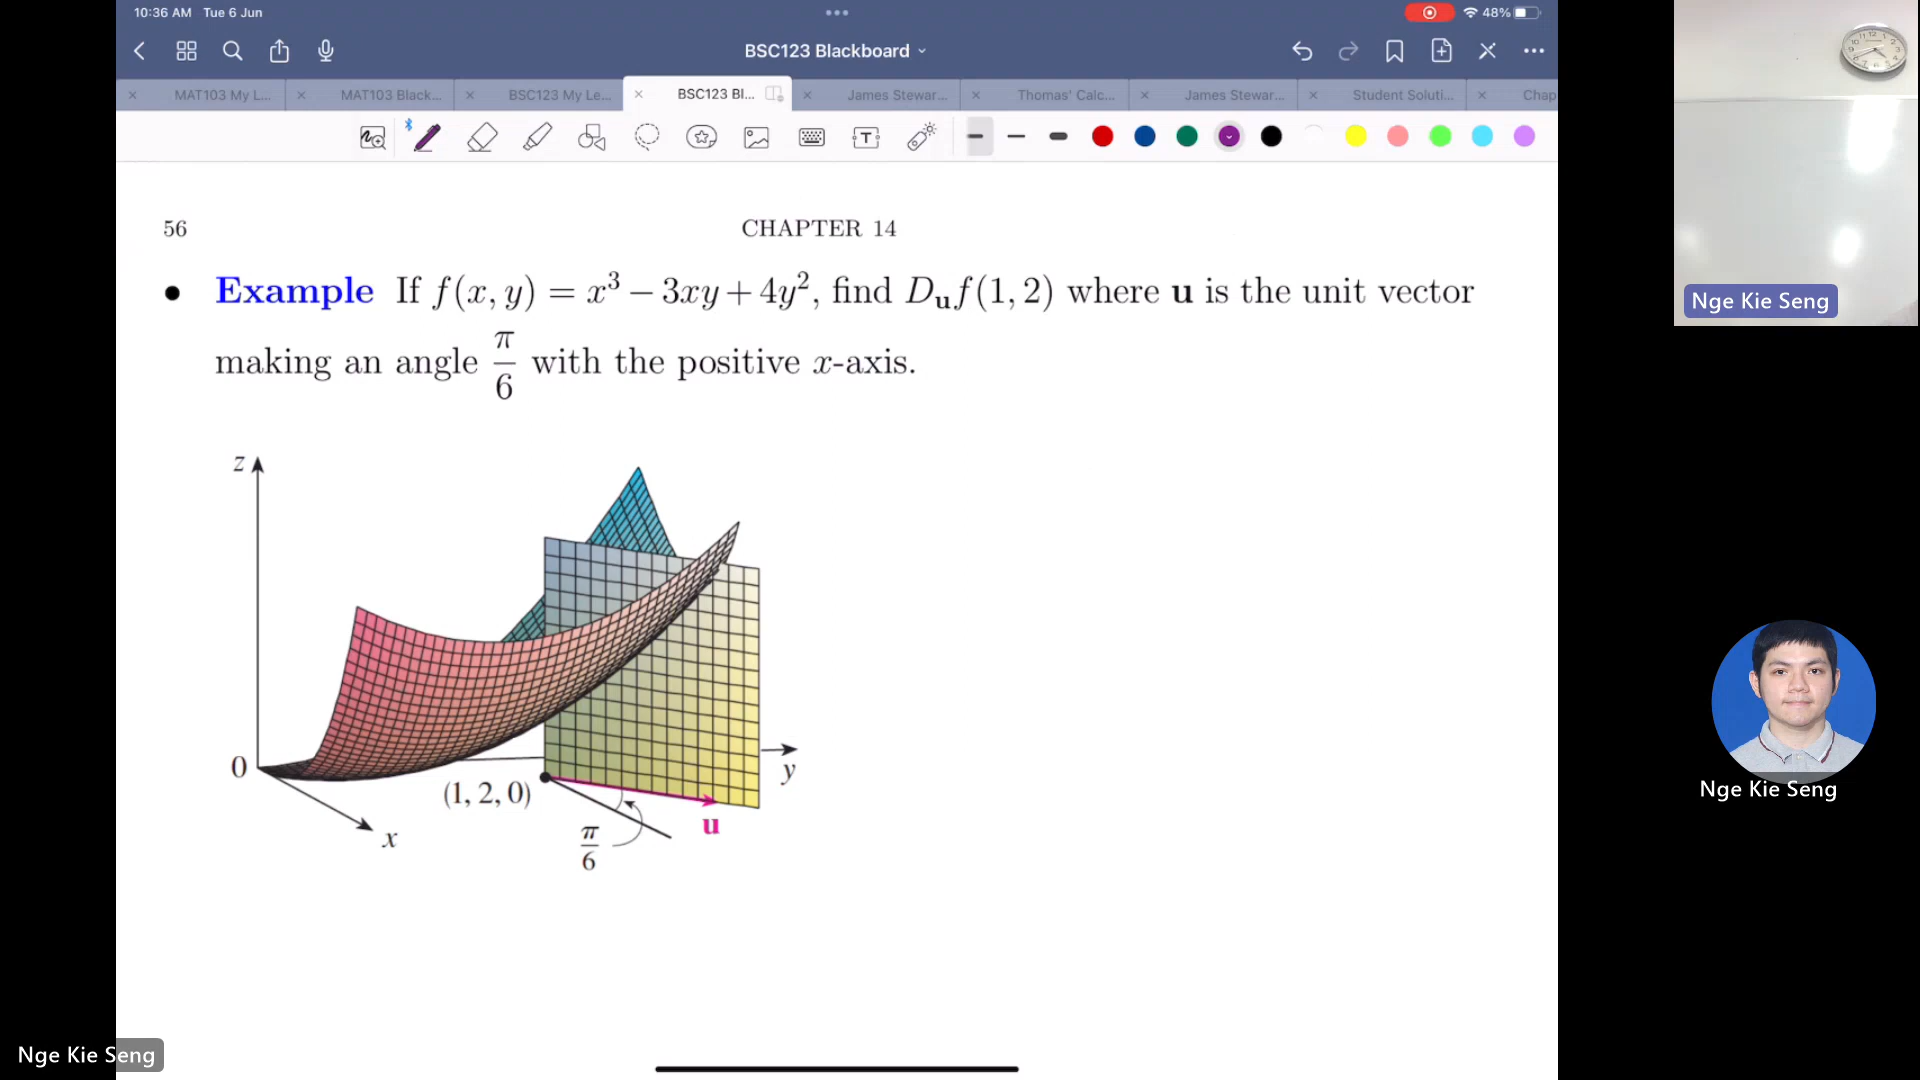 10:36 AM Tue 6 Jun
48%
BSC123 Blackboard
MAT103 My L...
MAT103 Black...
BSC123 My Le...
BSC123 Bl...
James Stewar...
Thomas' Calc...
James Stewar...
Student Soluti...
Chap
T
56
CHAPTER 14
• Example If f(x, y) = x³ − 3xy + 4y², find D_u f(1, 2) where u is the unit vector
making an angle π/6 with the positive x-axis.
z
0
(1, 2, 0)
y
x
π/6
u
Nge Kie Seng
Nge Kie Seng
Nge Kie Seng